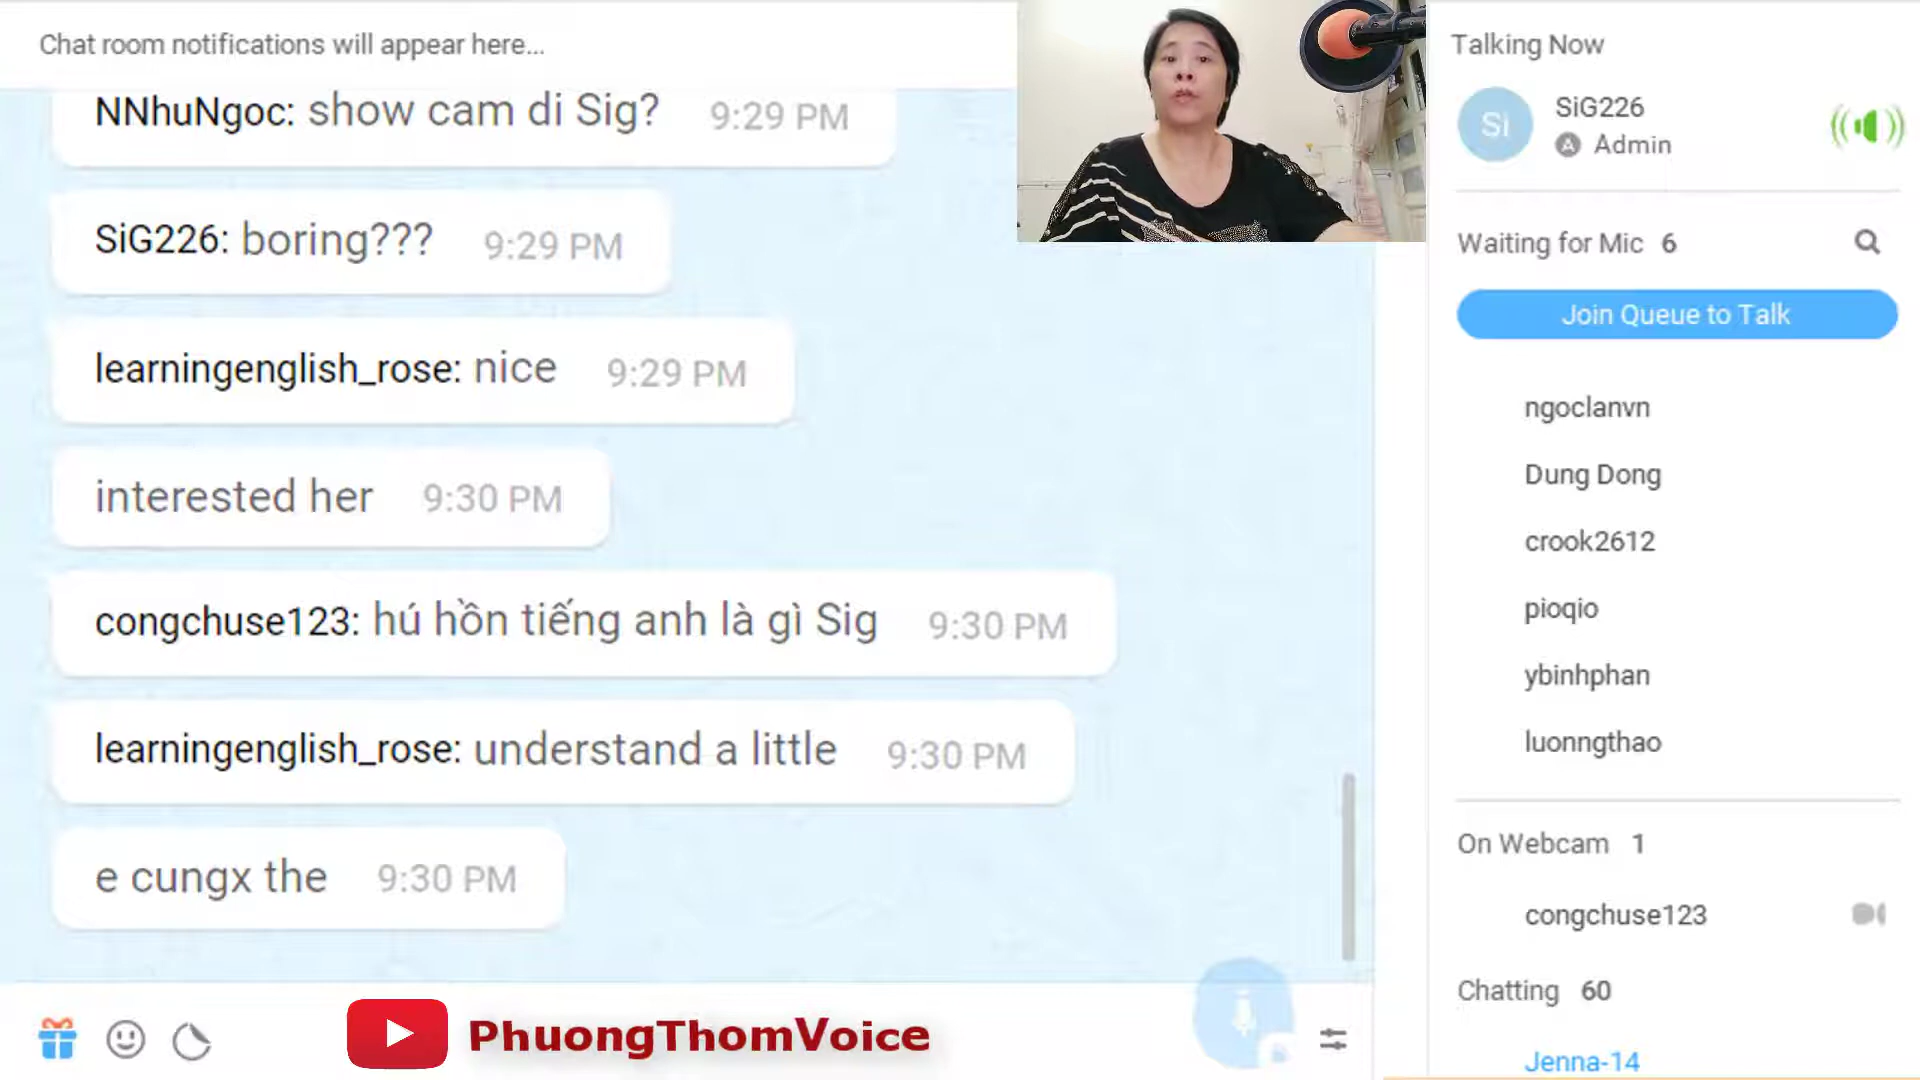 Chat room notifications will appear here...
NNhuNgoc: show cam di Sig? 9:29 PM
SiG226: boring??? 9:29 PM
learningenglish_rose: nice 9:29 PM
interested her 9:30 PM
congchuse123: hú hồn tiếng anh là gì Sig 9:30 PM
learningenglish_rose: understand a little 9:30 PM
e cungx the 9:30 PM
PhuongThomVoice
Talking Now
Si
SiG226
A Admin
Waiting for Mic 6
Join Queue to Talk
ngoclanvn
Dung Dong
crook2612
pioqio
ybinhphan
luonngthao
On Webcam 1
congchuse123
Chatting 60
Jenna-14